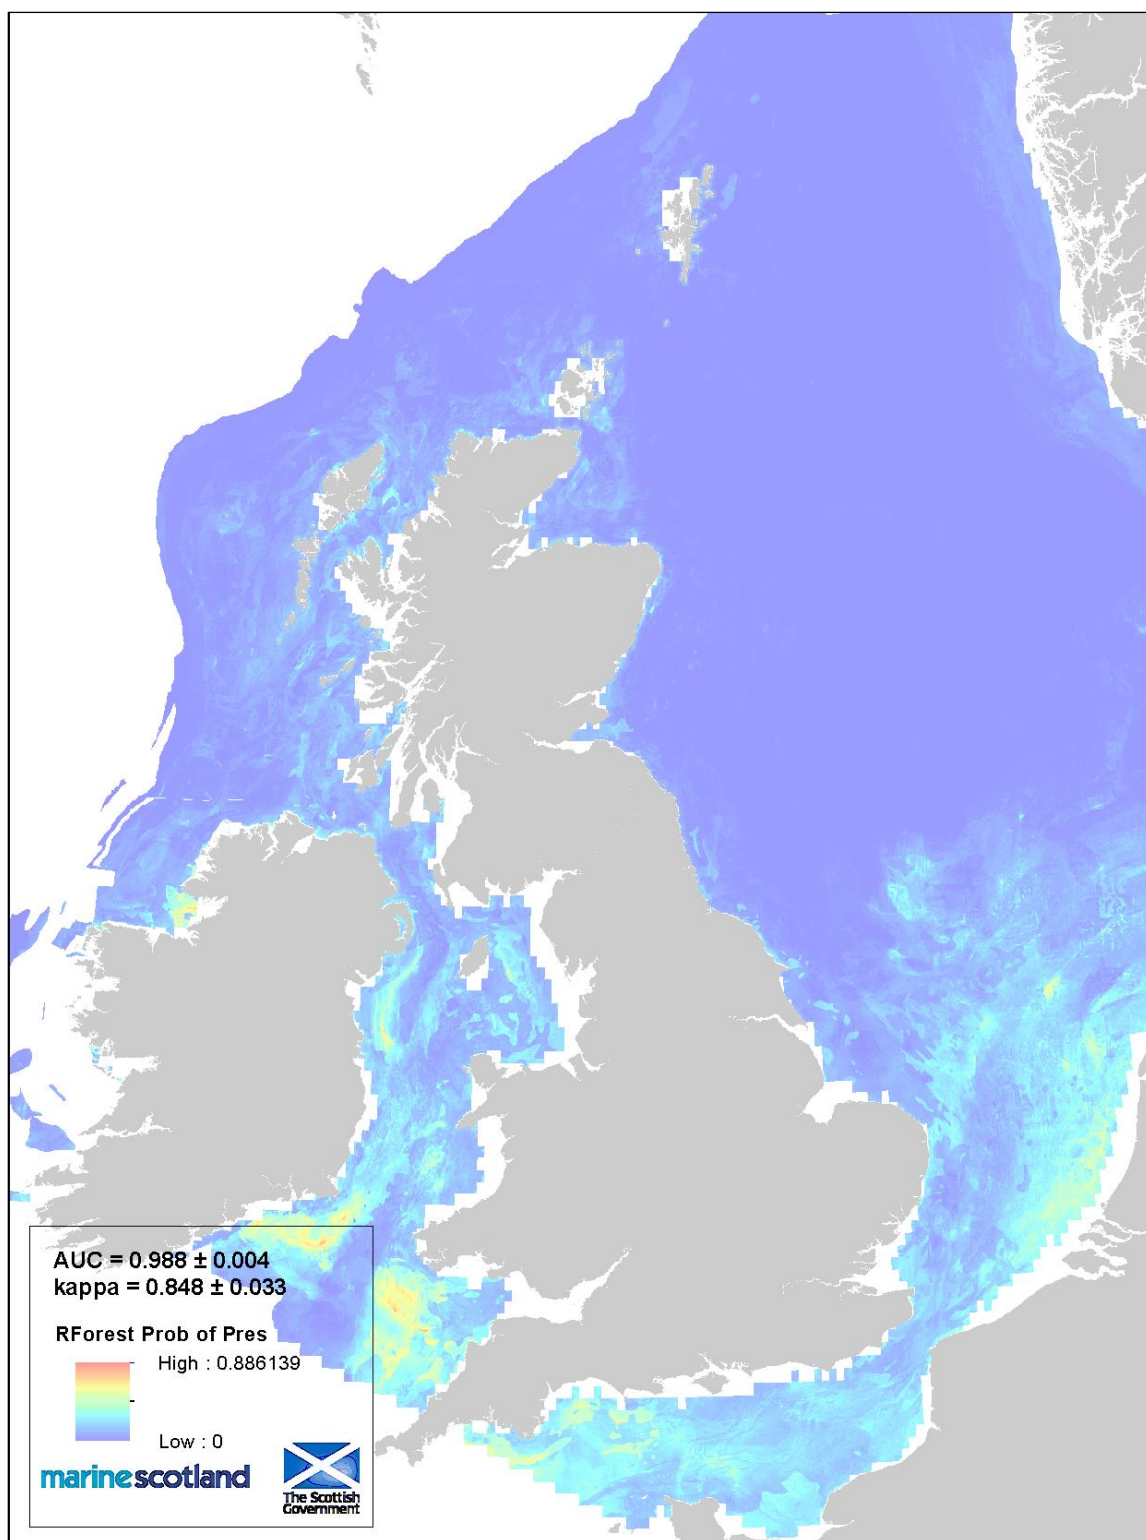 AUC = 0.988 ± 0.004
kappa = 0.848 ± 0.033
RForest Prob of Pres
High : 0.886139
Low : 0
marinescotland
The Scottish
Government